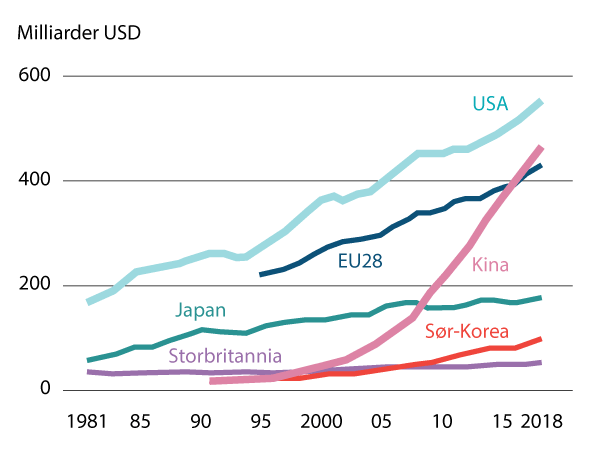 Milliarder USD
600
USA
400
EU28
Kina
200
Japan
Sør-Korea
Storbritannia
0
1981 85 90 95 2000 05 10 15 2018